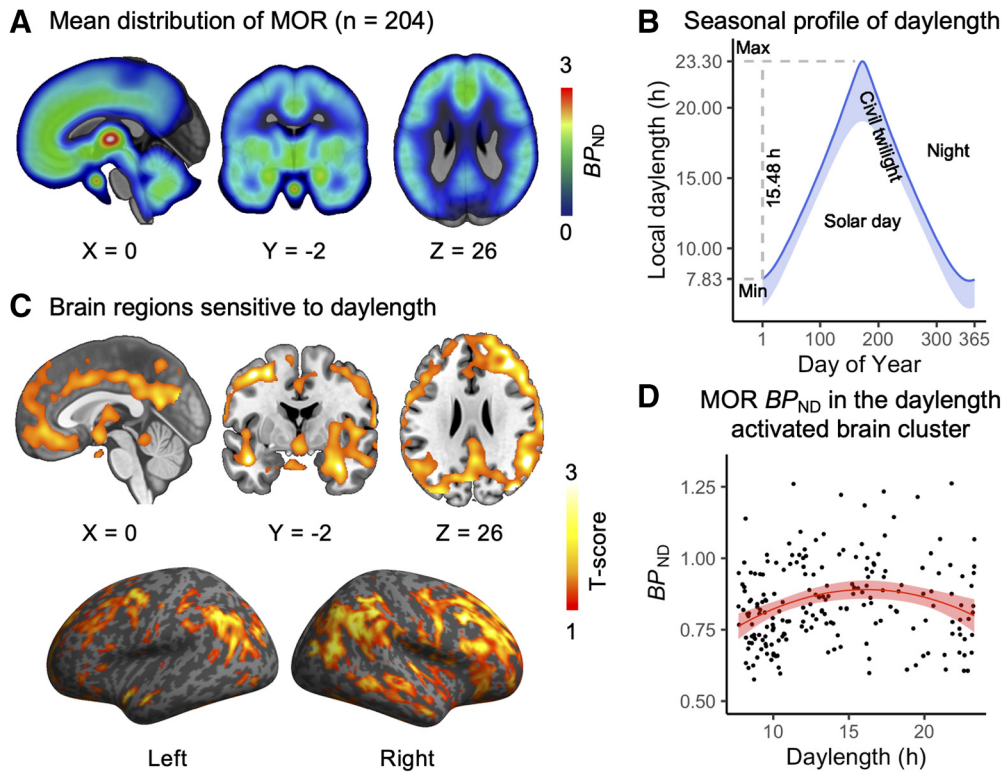 A Mean distribution of MOR (n = 204)
3
BPND
0
X = 0
Y = -2
Z = 26
B Seasonal profile of daylength
Local daylength (h)
23.30
20.00
15.00
10.00
7.83
Max
15.48 h
Min
Civil twilight
Night
Solar day
1
100
200
300
365
Day of Year
C Brain regions sensitive to daylength
X = 0
Y = -2
Z = 26
3
T-score
1
Left
Right
D MOR BPND in the daylength
activated brain cluster
BPND
1.25
1.00
0.75
0.50
10
15
20
Daylength (h)